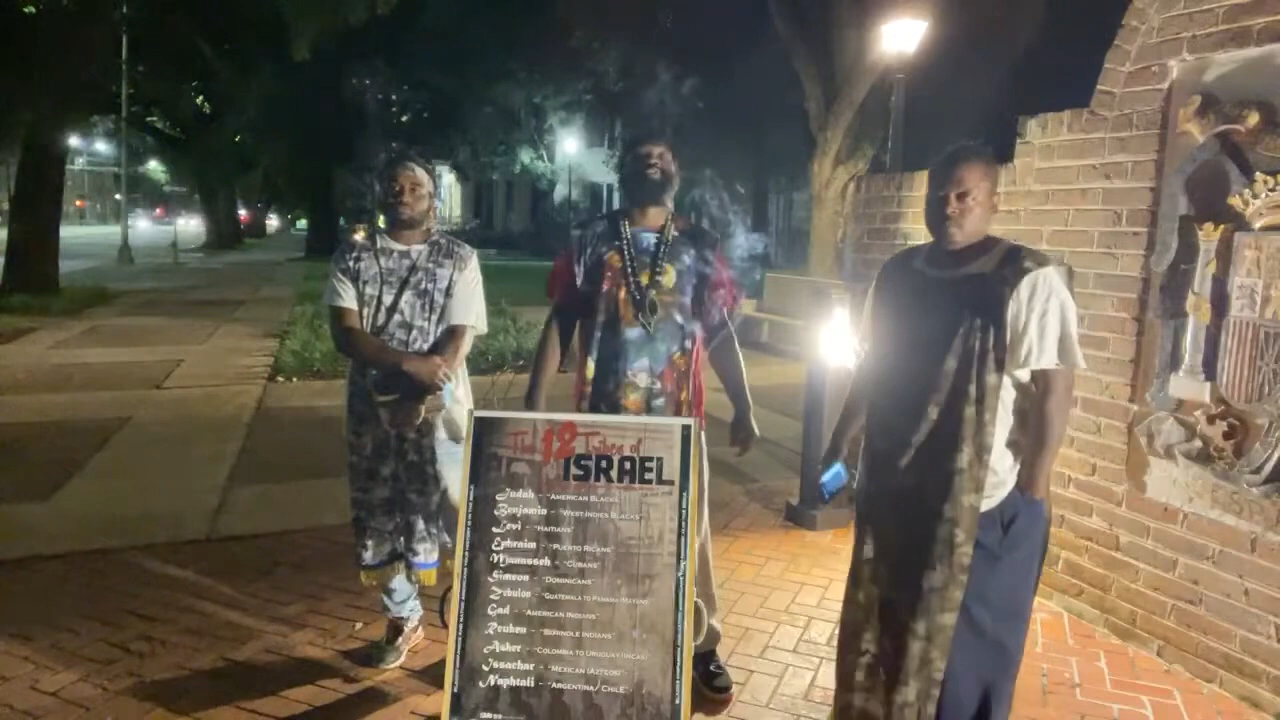 The 12 Tribes of
ISRAEL
Judah - "AMERICAN BLACKS"
Benjamin - "WEST INDIES BLACKS"
Levi - "HAITIANS"
Ephraim - "PUERTO RICANS"
Manasseh - "CUBANS"
Simeon - "DOMINICANS"
Zebulon - "GUATEMALA TO PANAMA (MAYANS)"
Gad - "AMERICAN INDIANS"
Reuben - "SEMINOLE INDIANS"
Asher - "COLOMBIA TO URUGUAY (INCAS)"
Issachar - "MEXICAN (AZTECS)"
Naphtali - "ARGENTINA / CHILE"